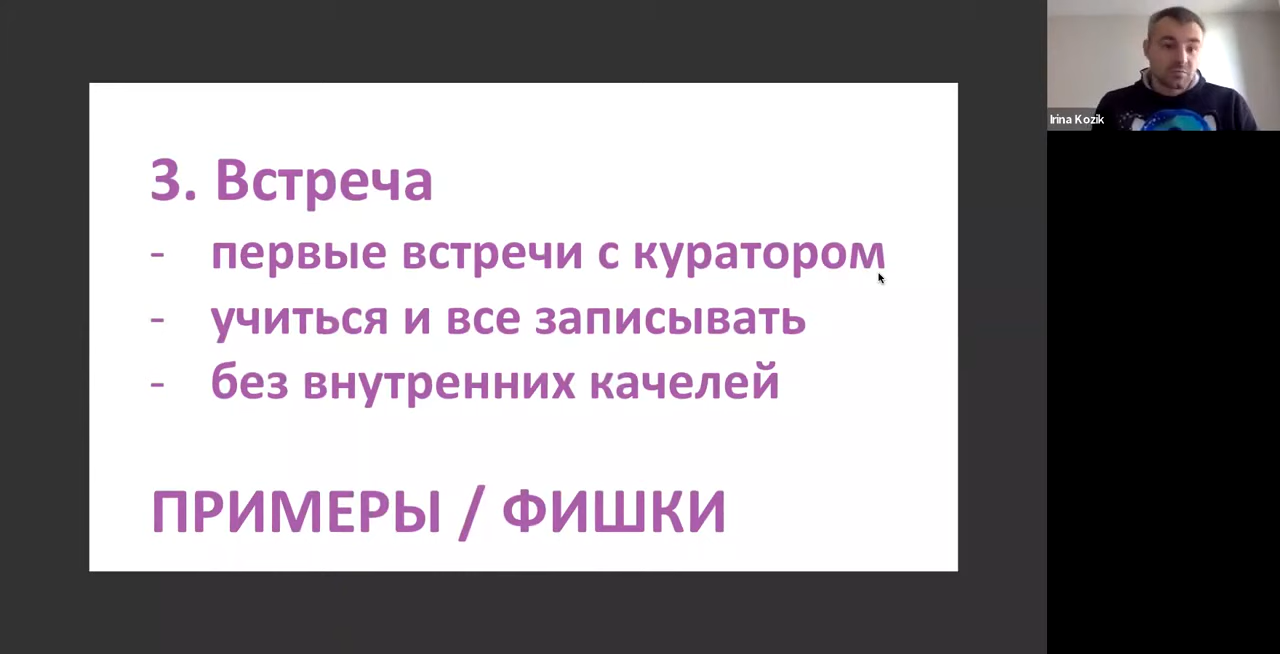 3. Встреча
- первые встречи с куратором
- учиться и все записывать
- без внутренних качелей
ПРИМЕРЫ / ФИШКИ
Irina Kozik